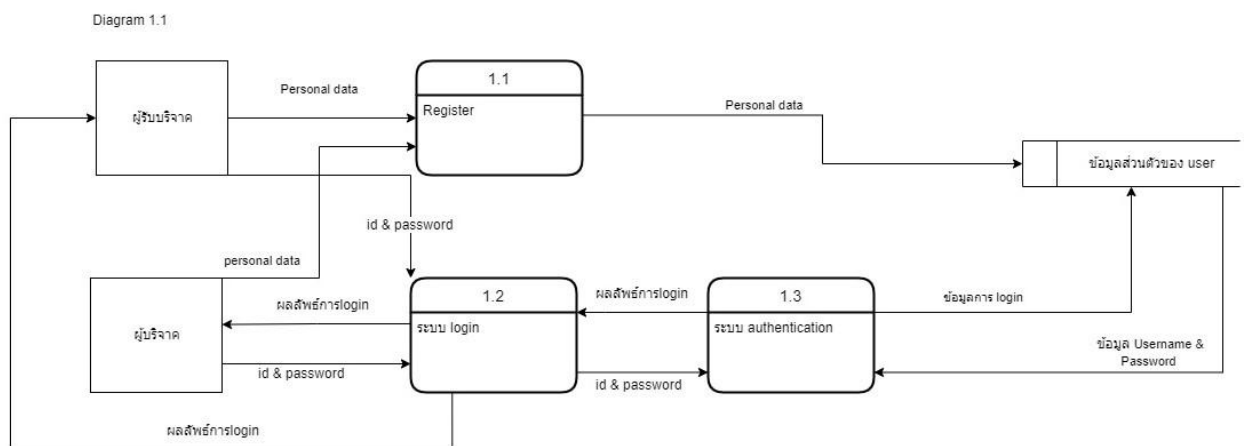 Diagram 1.1
1.1
Personal data
ผู้รับบริจาค
Register
Personal data
ข้อมูลส่วนตัวของ user
id & password
personal data
1.2
1.3
ผลลัพธ์การlogin
ผลลัพธ์การlogin
ข้อมูลการ login
ผู้บริจาค
ระบบ login
ระบบ authentication
ข้อมูล Username &
Password
id & password
id & password
ผลลัพธ์การlogin